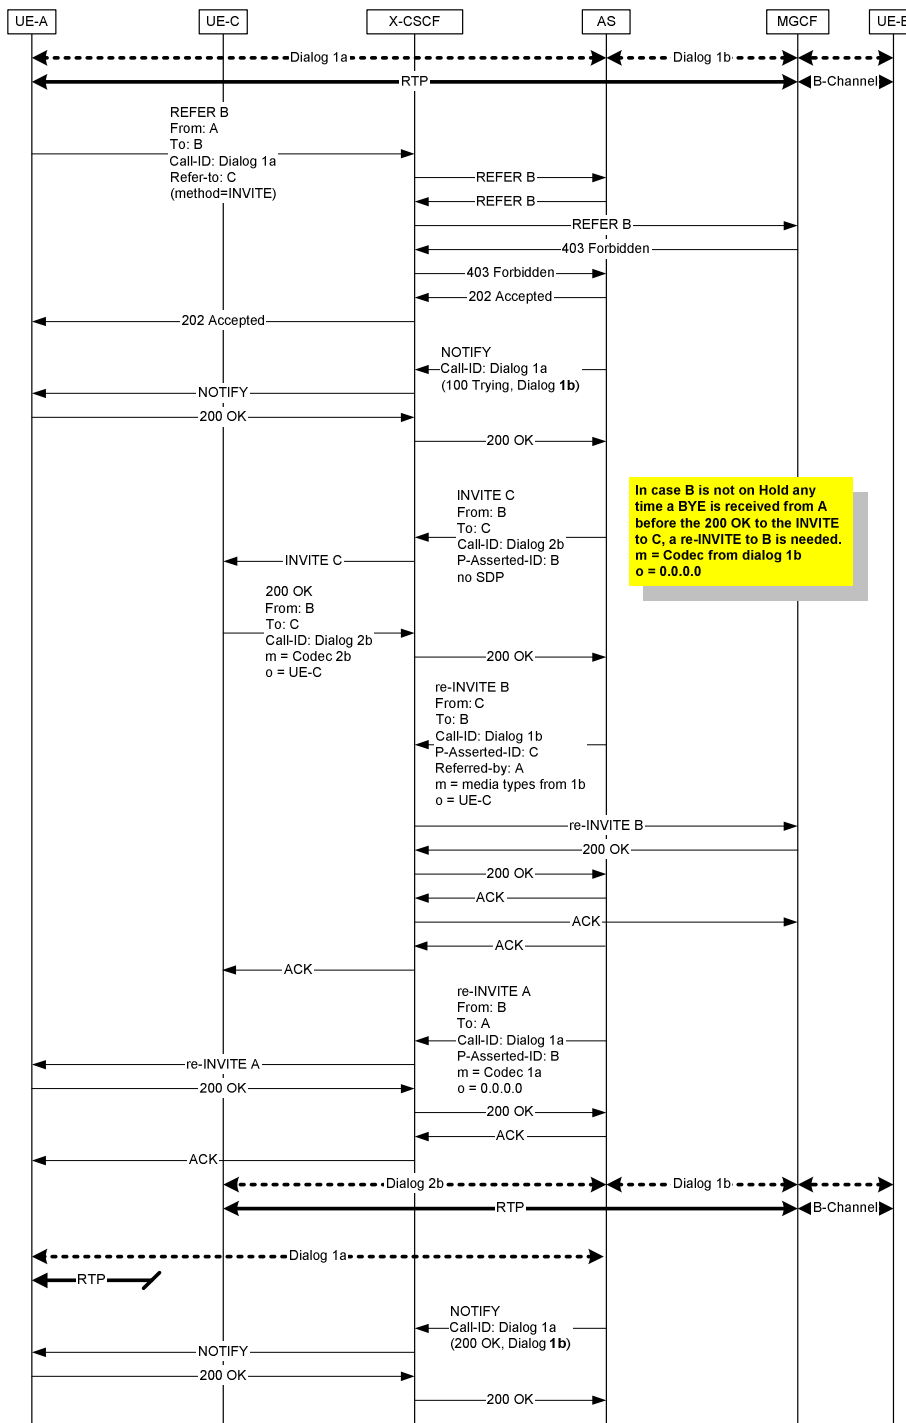 UE-A
UE-C
X-CSCF
AS
MGCF
UE-B
Dialog 1a
Dialog 1b
RTP
B-Channel
REFER B
From: A
To: B
Call-ID: Dialog 1a
Refer-to: C
(method=INVITE)
REFER B
REFER B
REFER B
403 Forbidden
403 Forbidden
202 Accepted
202 Accepted
NOTIFY
Call-ID: Dialog 1a
(100 Trying, Dialog 1b)
NOTIFY
200 OK
200 OK
In case B is not on Hold any
time a BYE is received from A
before the 200 OK to the INVITE
to C, a re-INVITE to B is needed.
m = Codec from dialog 1b
o = 0.0.0.0
INVITE C
From: B
To: C
Call-ID: Dialog 2b
P-Asserted-ID: B
no SDP
INVITE C
200 OK
From: B
To: C
Call-ID: Dialog 2b
m = Codec 2b
o = UE-C
200 OK
re-INVITE B
From: C
To: B
Call-ID: Dialog 1b
P-Asserted-ID: C
Referred-by: A
m = media types from 1b
o = UE-C
re-INVITE B
200 OK
200 OK
ACK
ACK
ACK
ACK
re-INVITE A
From: B
To: A
Call-ID: Dialog 1a
P-Asserted-ID: B
m = Codec 1a
o = 0.0.0.0
re-INVITE A
200 OK
200 OK
ACK
ACK
Dialog 2b
Dialog 1b
RTP
B-Channel
Dialog 1a
RTP
NOTIFY
Call-ID: Dialog 1a
(200 OK, Dialog 1b)
NOTIFY
200 OK
200 OK